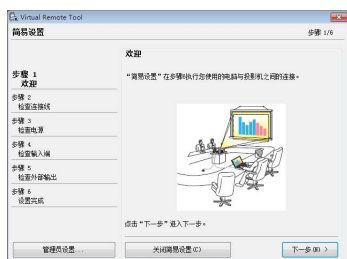 Virtual Remote Tool
简易设置
步骤 1/6
步骤 1
欢迎
步骤 2
检查连接线
步骤 3
检查电源
步骤 4
检查输入端
步骤 5
检查外部输出
步骤 6
设置完成
欢迎
“简易设置”在步骤6执行您使用的电脑与投影机之间的连接。
点击“下一步”进入下一步。
管理员设置...
关闭简易设置(C)
下一步(N) >